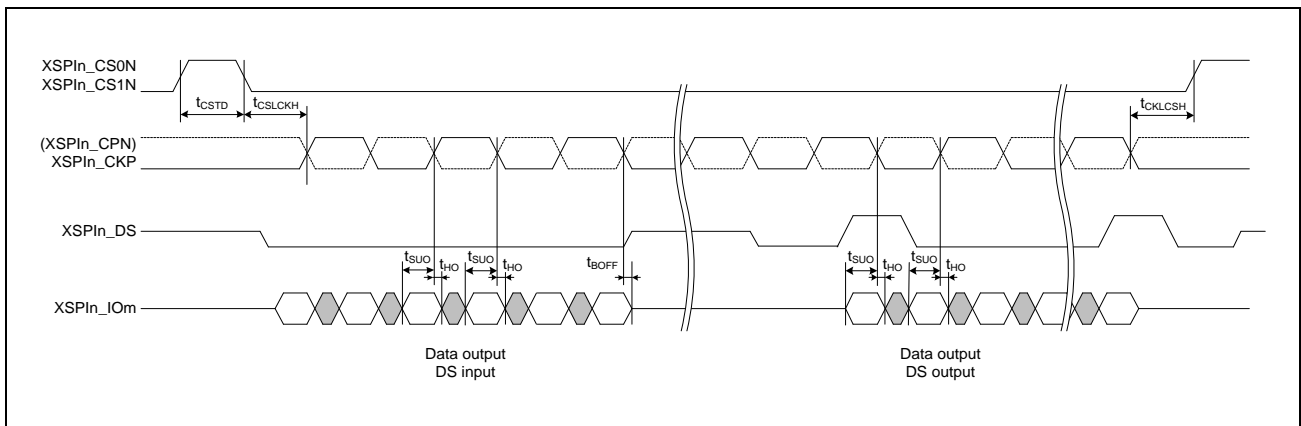 XSPIn_CS0N
XSPIn_CS1N
tCSTD
tCSLCKH
tCKLCSH
(XSPIn_CPN)
XSPIn_CKP
XSPIn_DS
tSUO
tHO
tSUO
tHO
tBOFF
tSUO
tHO
tSUO
tHO
XSPIn_IOm
Data output
DS input
Data output
DS output